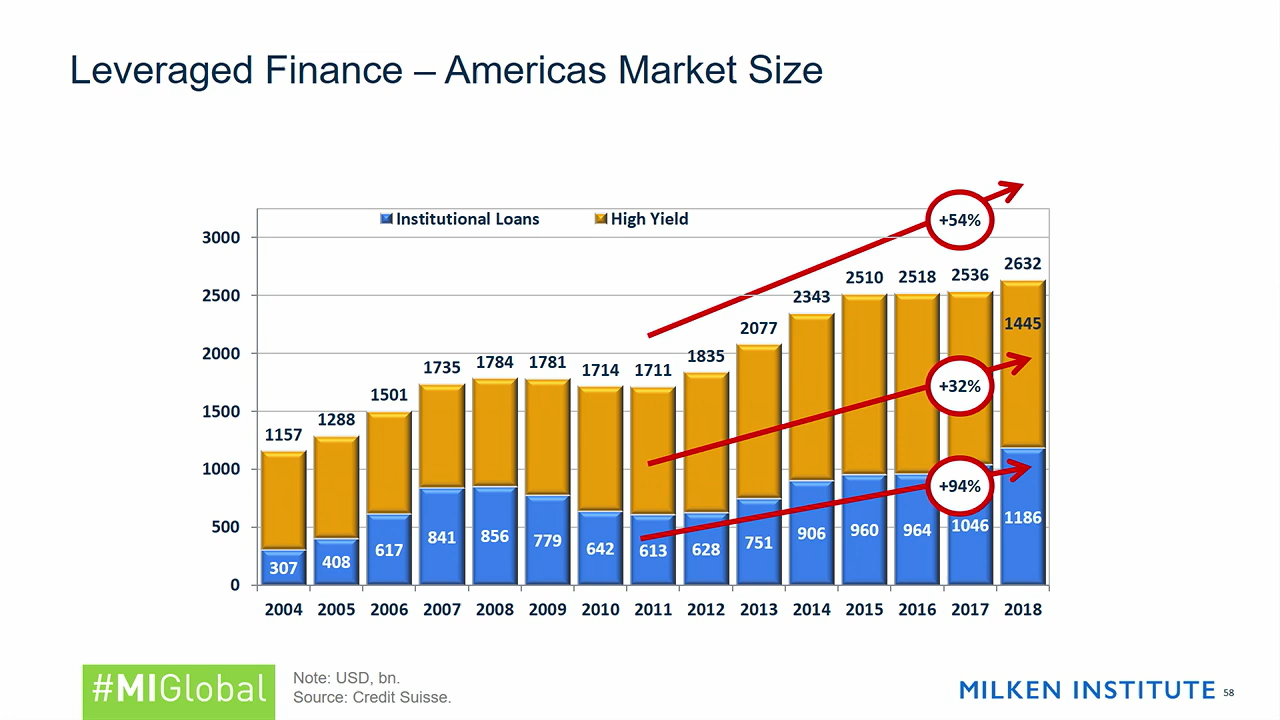 Leveraged Finance – Americas Market Size
Institutional Loans High Yield
+54%
3000
2632
2510 2518 2536
2500
2343
1445
2077
2000
1835
1735 1784 1781 1714 1711
+32%
1501
1500
1288
1157
1000
+94%
1186
1046
960 964
906
841 856 779
751
642 613 628
617
500
408
307
0
2004 2005 2006 2007 2008 2009 2010 2011 2012 2013 2014 2015 2016 2017 2018
#MIGlobal
Note: USD, bn.
Source: Credit Suisse.
MILKEN INSTITUTE 58